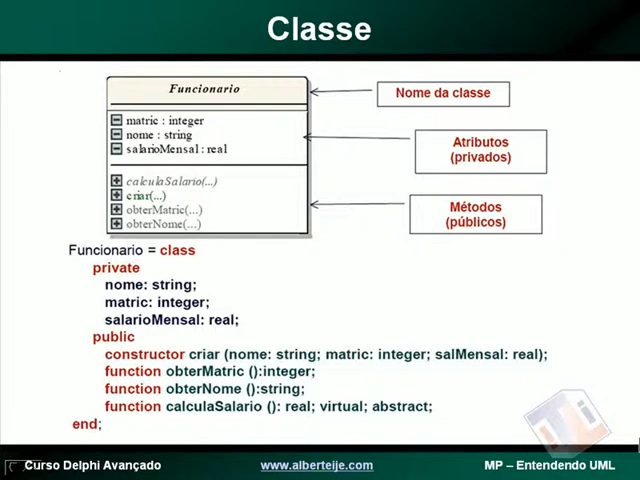 Classe
Funcionario
Nome da classe
matric : integer
nome : string
salarioMensal : real
Atributos
(privados)
calculaSalario(...)
criar(...)
obterMatric(...)
obterNome(...)
Métodos
(públicos)
Funcionario = class
private
nome: string;
matric: integer;
salarioMensal: real;
public
constructor criar (nome: string; matric: integer; salMensal: real);
function obterMatric ():integer;
function obterNome ():string;
function calculaSalario (): real; virtual; abstract;
end;
Curso Delphi Avançado
www.alberteije.com
MP – Entendendo UML